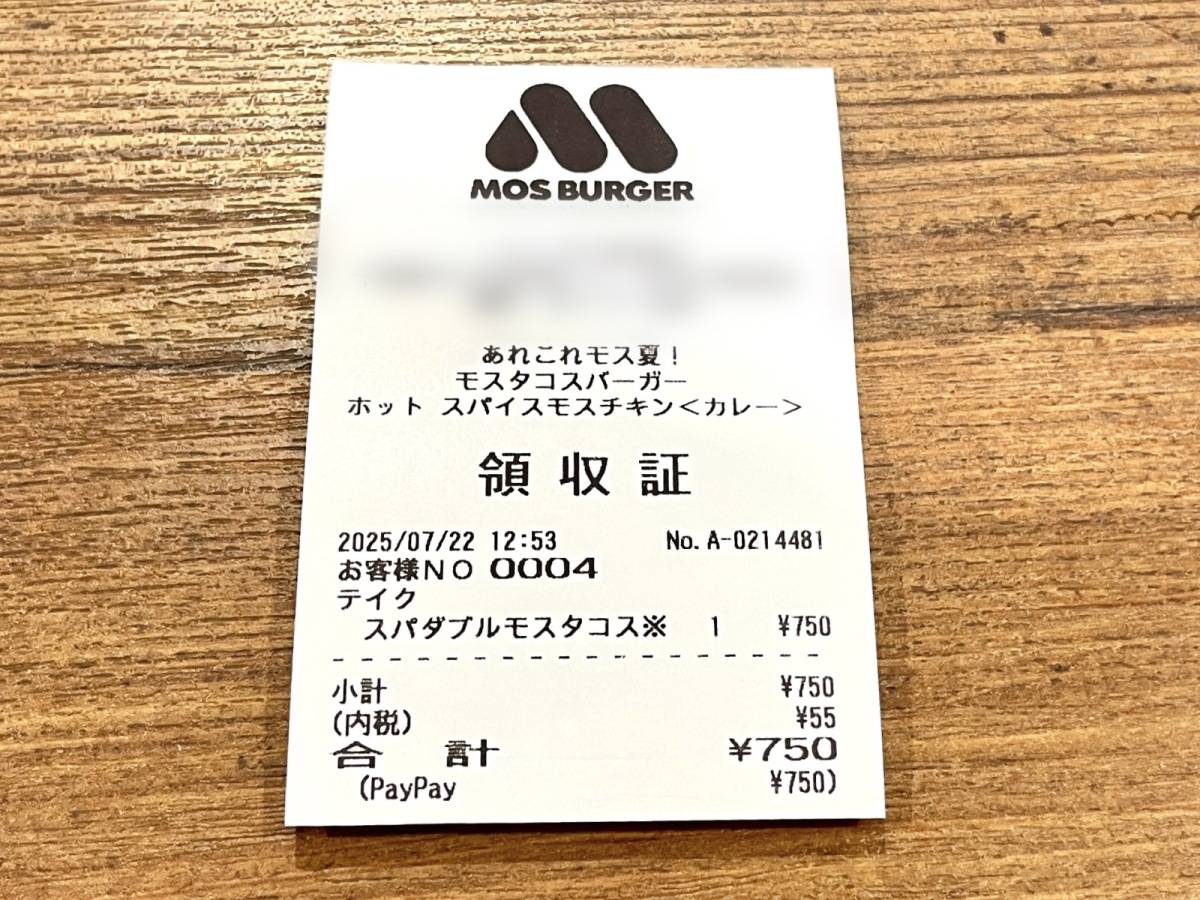 MOS BURGER
あれこれモス夏！
モスタコスバーガー
ホット スパイスモスチキン＜カレー＞
領収証
2025/07/22 12:53 No. A-0214481
お客様ＮＯ 0004
テイク
スパダブルモスタコス※ 1 ¥750
小計 ¥750
(内税) ¥55
合 計 ¥750
(PayPay ¥750)